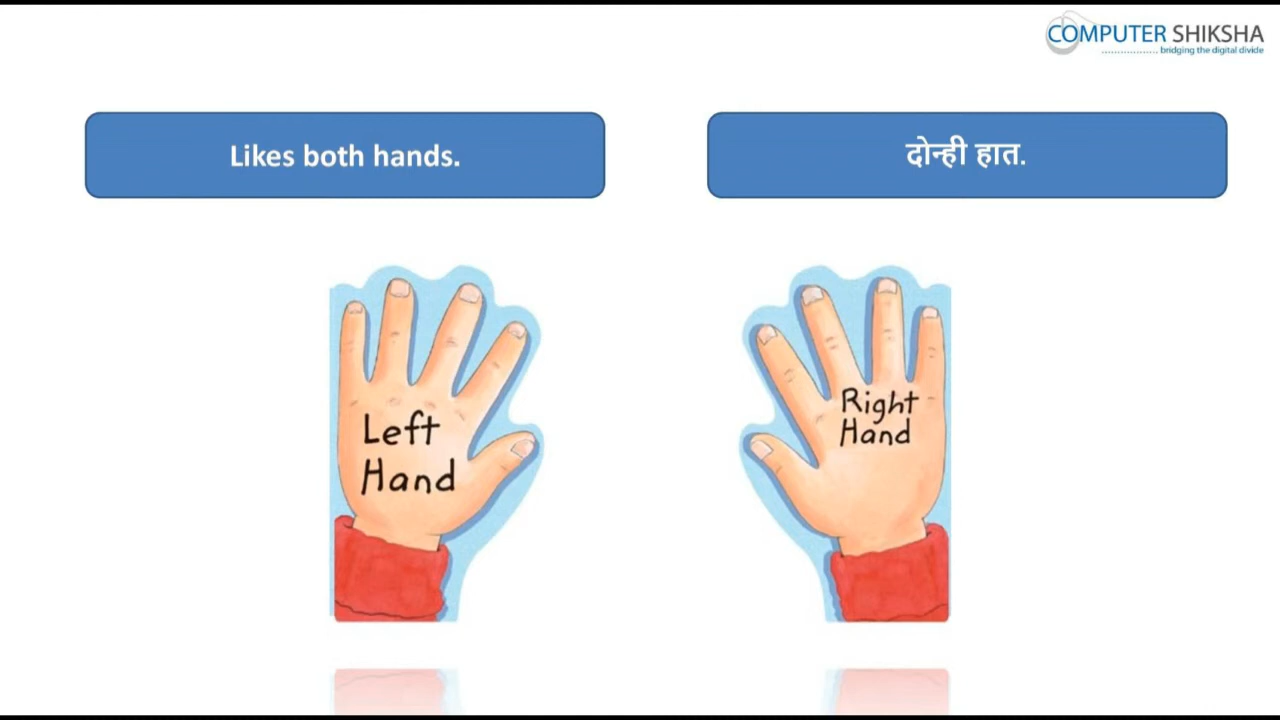 COMPUTER SHIKSHA
bridging the digital divide
Likes both hands.
दोन्ही हात.
Left
Hand
Right
Hand